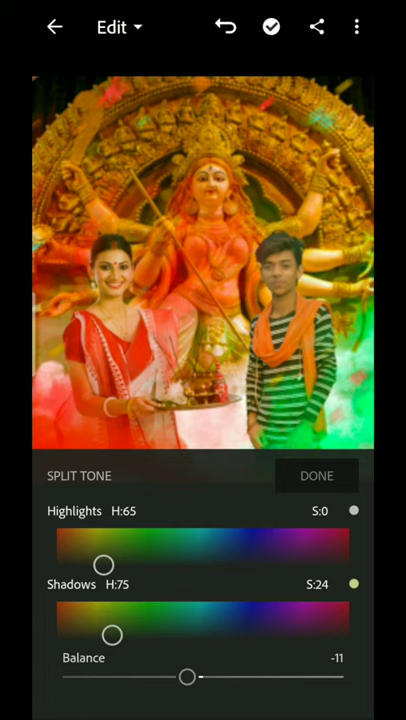 Edit
SPLIT TONE DONE
Highlights H:65 S:0
Shadows H:75 S:24
Balance -11